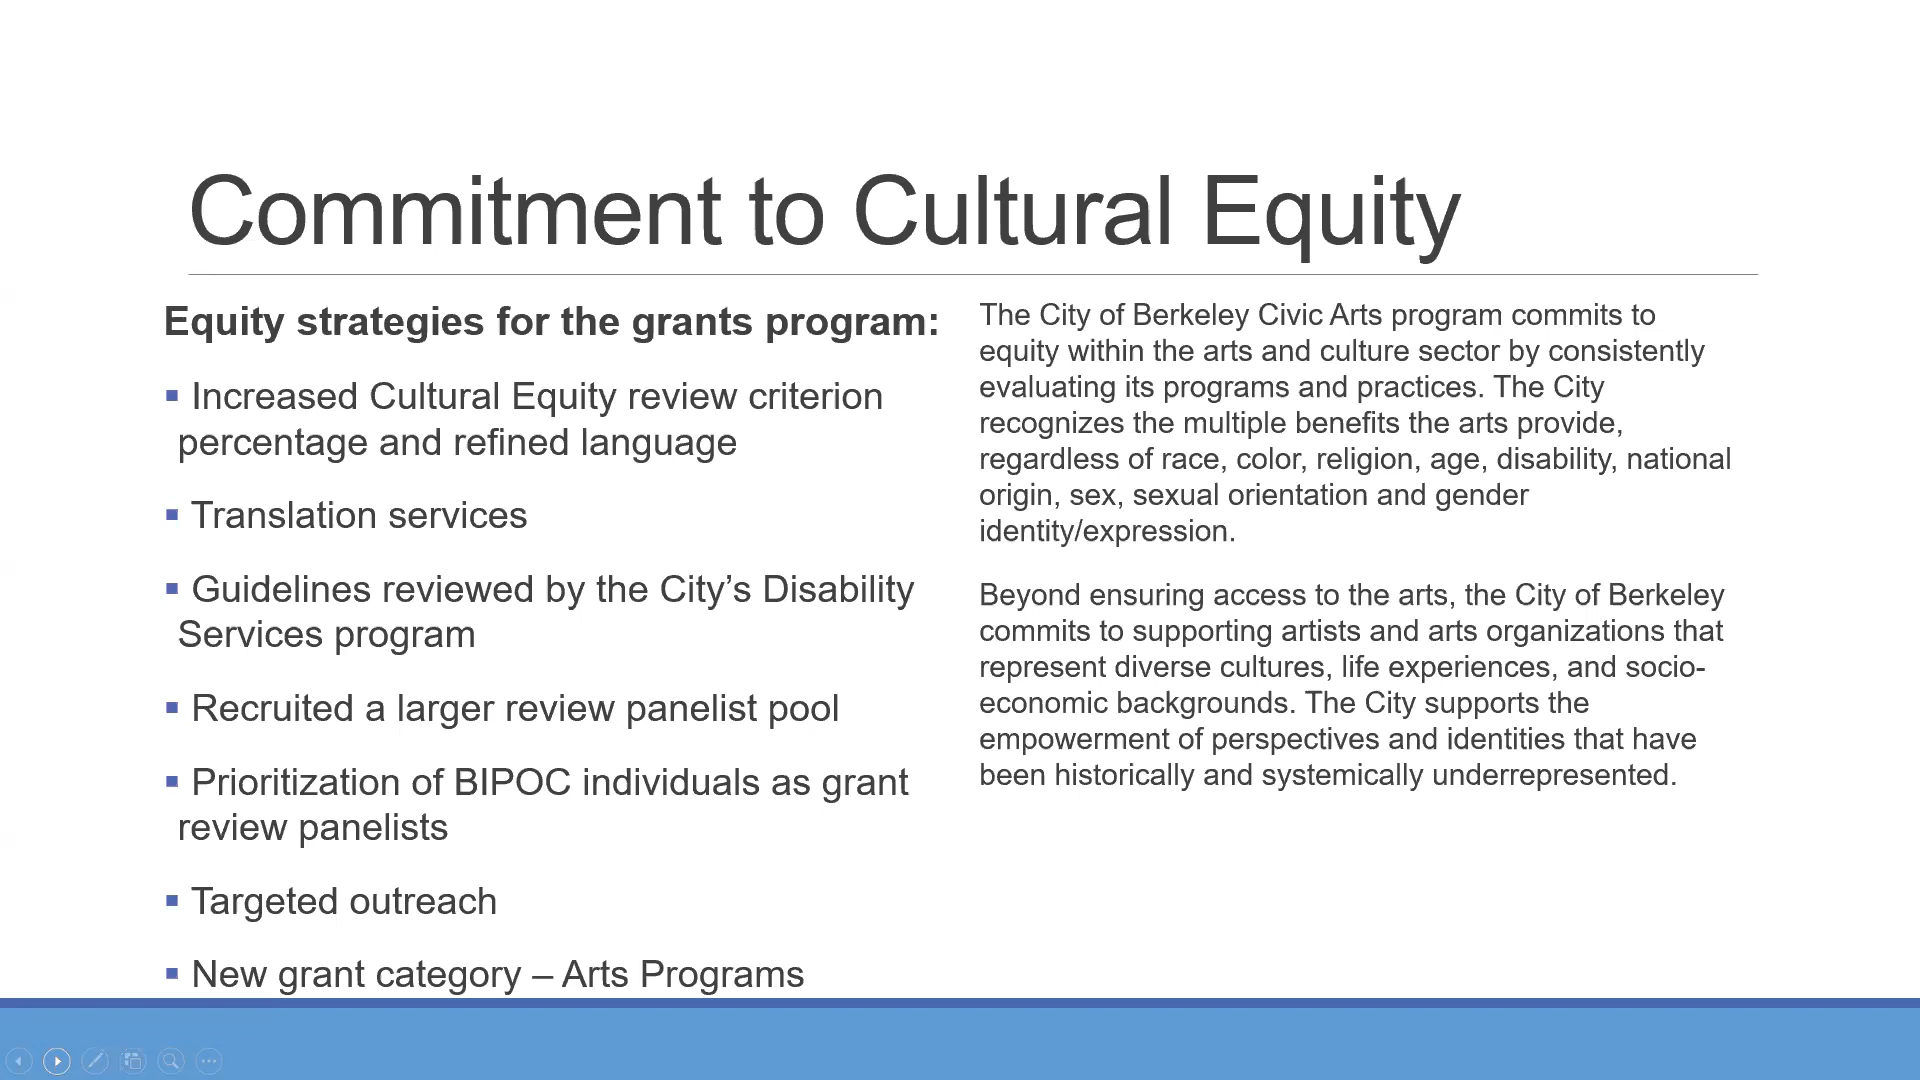 Commitment to Cultural Equity
Equity strategies for the grants program:
▪ Increased Cultural Equity review criterion
percentage and refined language
▪ Translation services
▪ Guidelines reviewed by the City’s Disability
Services program
▪ Recruited a larger review panelist pool
▪ Prioritization of BIPOC individuals as grant
review panelists
▪ Targeted outreach
▪ New grant category – Arts Programs
The City of Berkeley Civic Arts program commits to
equity within the arts and culture sector by consistently
evaluating its programs and practices. The City
recognizes the multiple benefits the arts provide,
regardless of race, color, religion, age, disability, national
origin, sex, sexual orientation and gender
identity/expression.
Beyond ensuring access to the arts, the City of Berkeley
commits to supporting artists and arts organizations that
represent diverse cultures, life experiences, and socio-
economic backgrounds. The City supports the
empowerment of perspectives and identities that have
been historically and systemically underrepresented.